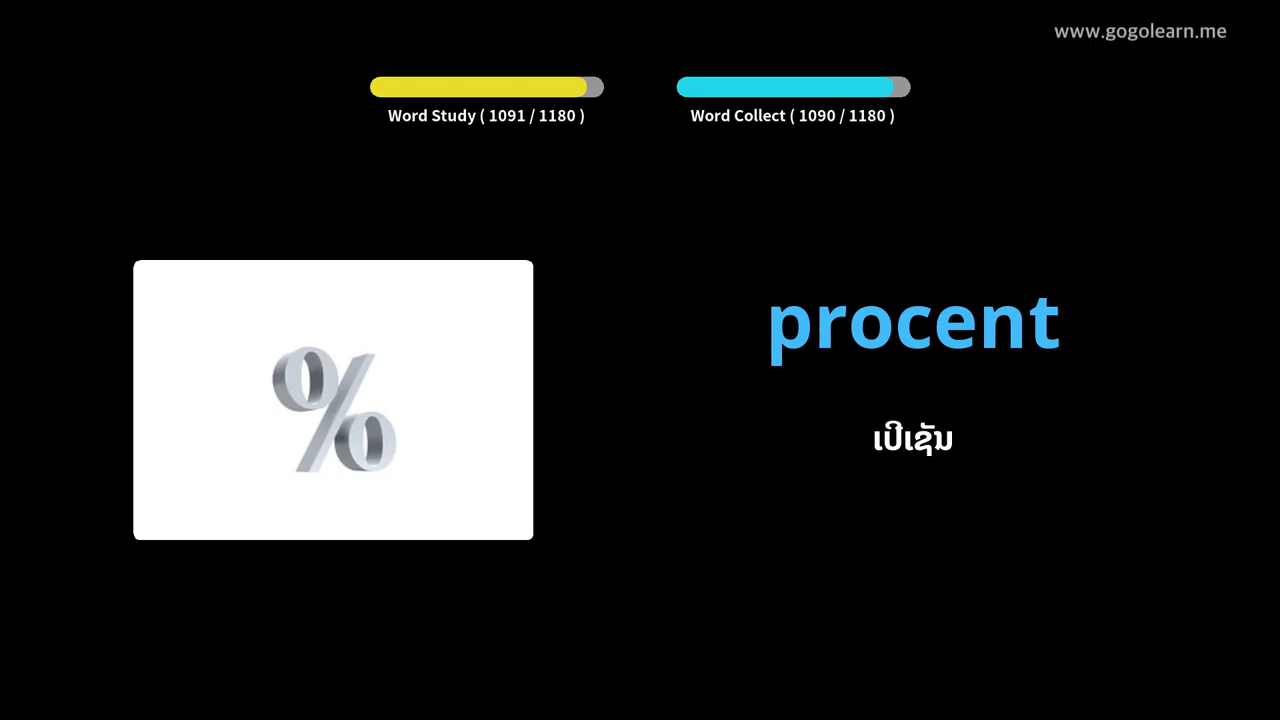 www.gogolearn.me
Word Study ( 1091 / 1180 )
Word Collect ( 1090 / 1180 )
%
procent
ເປີເຊັນ